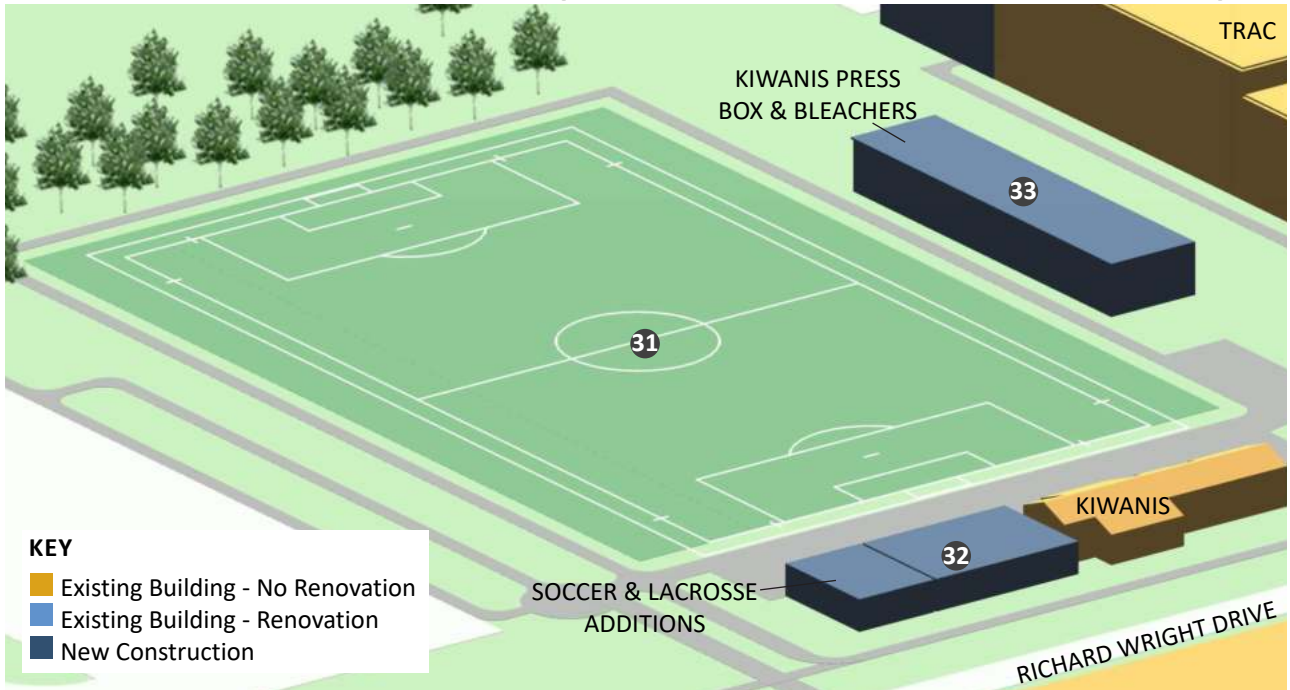 TRAC
KIWANIS PRESS
BOX & BLEACHERS
33
31
KIWANIS
32
SOCCER & LACROSSE
ADDITIONS
RICHARD WRIGHT DRIVE
KEY
Existing Building - No Renovation
Existing Building - Renovation
New Construction